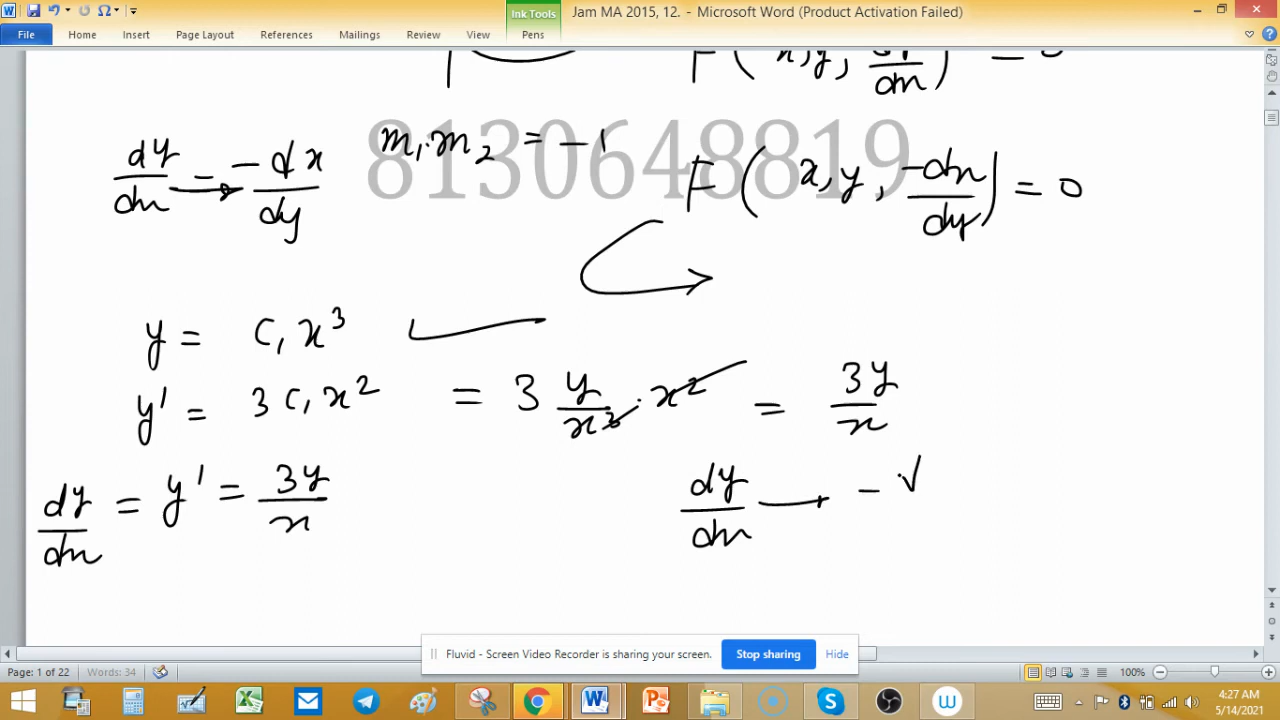 Ink Tools
Jam MA 2015, 12. - Microsoft Word (Product Activation Failed)
File Home Insert Page Layout References Mailings Review View Pens
F(x,y, dy/dx) = 0
8130648819
dy/dx → = -dx/dy
m₁.m₂ = -1
F(x,y, -dx/dy) = 0
y = C₁x³
y' = 3C₁x² = 3 y/x³ . x² = 3y/x
dy/dx = y' = 3y/x
dy/dx → -
Fluvid - Screen Video Recorder is sharing your screen. Stop sharing Hide
Page: 1 of 22 Words: 34 100%
4:27 AM
5/14/2021